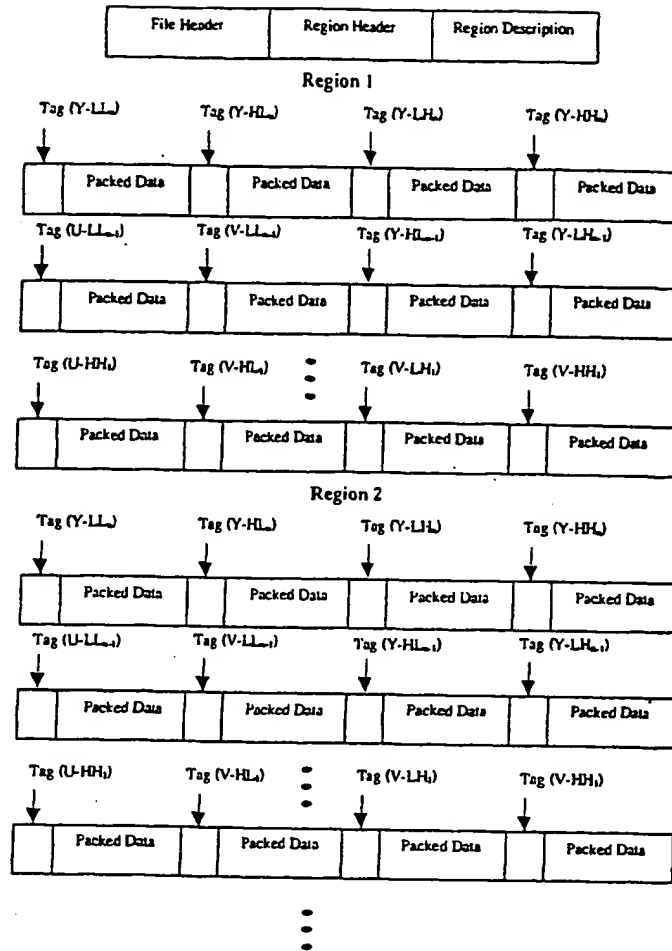 File Header Region Header Region Description
Region 1
Tag (Y-LLₙ) Tag (Y-HLₙ) Tag (Y-LHₙ) Tag (Y-HHₙ)
Packed Data Packed Data Packed Data Packed Data
Tag (U-LLₙ₋₁) Tag (V-LLₙ₋₁) Tag (Y-HLₙ₋₁) Tag (Y-LHₙ₋₁)
Packed Data Packed Data Packed Data Packed Data
Tag (U-HH₁) Tag (V-HL₁) Tag (V-LH₁) Tag (V-HH₁)
Packed Data Packed Data Packed Data Packed Data
Region 2
Tag (Y-LLₙ) Tag (Y-HLₙ) Tag (Y-LHₙ) Tag (Y-HHₙ)
Packed Data Packed Data Packed Data Packed Data
Tag (U-LLₙ₋₁) Tag (V-LLₙ₋₁) Tag (Y-HLₙ₋₁) Tag (Y-LHₙ₋₁)
Packed Data Packed Data Packed Data Packed Data
Tag (U-HH₁) Tag (V-HL₁) Tag (V-LH₁) Tag (V-HH₁)
Packed Data Packed Data Packed Data Packed Data